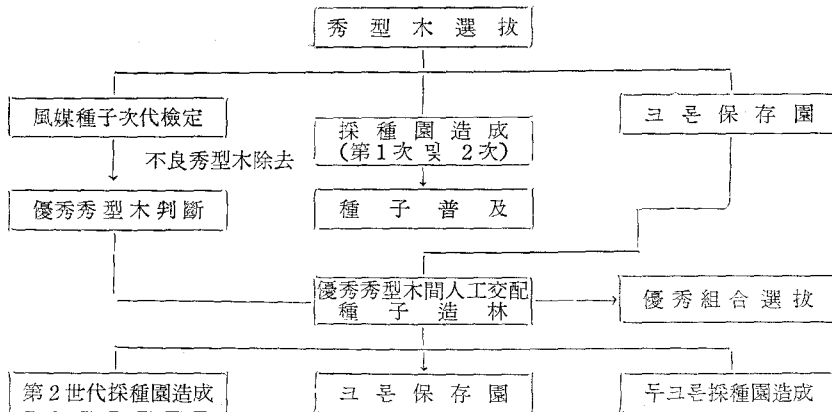 秀型木選拔
風媒種子次代檢定
採種園造成
(第1次 및 2次)
크론保存園
不良秀型木除去
優秀秀型木判斷
種子普及
優秀秀型木間人工交配
種子造林
優秀組合選拔
第2世代採種園造成
크론保存園
두크론採種園造成